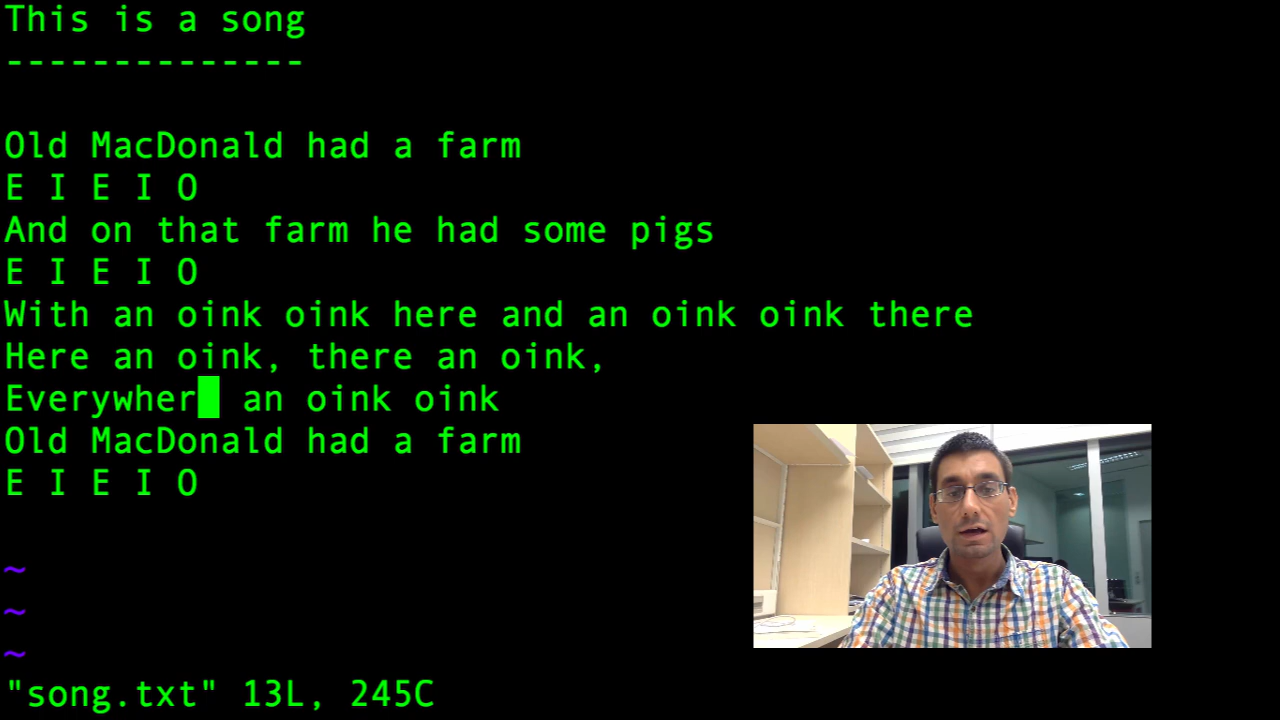 This is a song
--------------
Old MacDonald had a farm
E I E I O
And on that farm he had some pigs
E I E I O
With an oink oink here and an oink oink there
Here an oink, there an oink,
Everywher  an oink oink
Old MacDonald had a farm
E I E I O
~
~
~
"song.txt" 13L, 245C